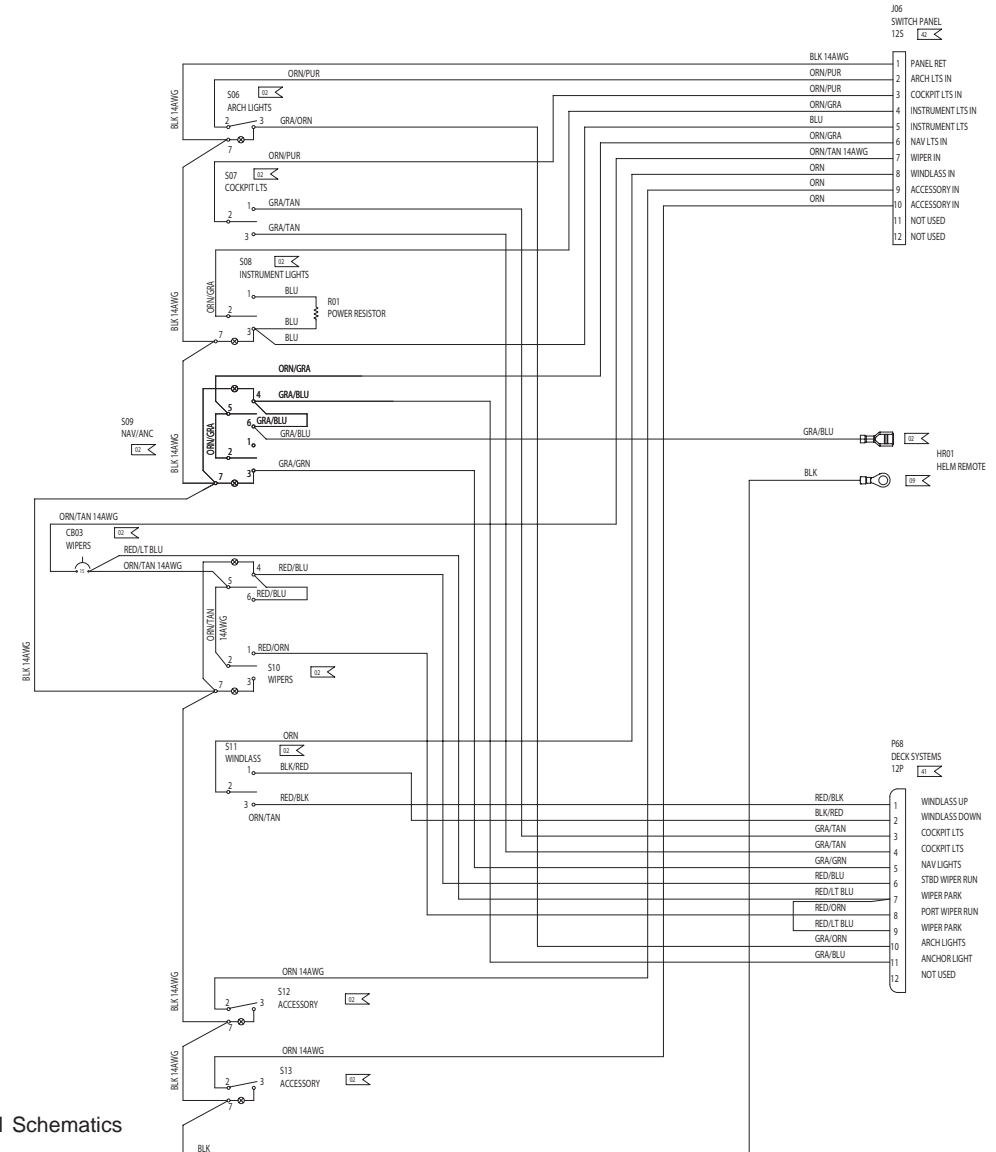 J06
SWITCH PANEL
12S 42
BLK 14AWG 1 PANEL RET
ORN/PUR ORN/PUR 2 ARCH LTS IN
ORN/PUR 3 COCKPIT LTS IN
ORN/GRA 4 INSTRUMENT LTS IN
BLU 5 INSTRUMENT LTS
ORN/GRA 6 NAV LTS IN
ORN/TAN 14AWG 7 WIPER IN
ORN 8 WINDLASS IN
ORN 9 ACCESSORY IN
ORN 10 ACCESSORY IN
11 NOT USED
12 NOT USED
BLK 14AWG
S06 02
ARCH LIGHTS
2 3 GRA/ORN
7
ORN/PUR
S07 02
COCKPIT LTS
1 GRA/TAN
2
3 GRA/TAN
S08 02
INSTRUMENT LIGHTS
BLK 14AWG
ORN/GRA
1 BLU
2
R01
POWER RESISTOR
BLU
7 3
BLU
ORN/GRA
4 GRA/BLU
5
6 GRA/BLU
GRA/BLU
S09
NAV/ANC
02
BLK 14AWG
ORN/GRA
1
2
7 3 GRA/GRN
GRA/BLU 02
HR01
HELM REMOTE
BLK 09
ORN/TAN 14AWG
CB03 02
WIPERS
15
RED/LT BLU
ORN/TAN 14AWG
4 RED/BLU
5
6 RED/BLU
ORN/TAN
14AWG
BLK 14AWG
1 RED/ORN
2
S10 02
WIPERS
7 3
ORN
S11 02
WINDLASS
1 BLK/RED
2
3 RED/BLK
ORN/TAN
P68
DECK SYSTEMS
12P 41
RED/BLK 1 WINDLASS UP
BLK/RED 2 WINDLASS DOWN
GRA/TAN 3 COCKPIT LTS
GRA/TAN 4 COCKPIT LTS
GRA/GRN 5 NAV LIGHTS
RED/BLU 6 STBD WIPER RUN
RED/LT BLU 7 WIPER PARK
RED/ORN 8 PORT WIPER RUN
RED/LT BLU 9 WIPER PARK
GRA/ORN 10 ARCH LIGHTS
GRA/BLU 11 ANCHOR LIGHT
12 NOT USED
BLK 14AWG
ORN 14AWG
S12 02
ACCESSORY
2 3
7
BLK 14AWG
ORN 14AWG
S13 02
ACCESSORY
2 3
7
l Schematics
BLK